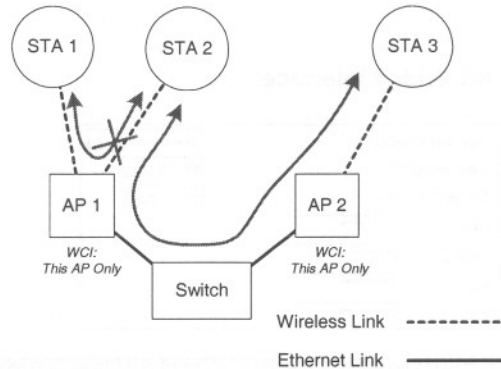 STA 1
STA 2
STA 3
AP 1
AP 2
WCI:
This AP Only
WCI:
This AP Only
Switch
Wireless Link
Ethernet Link